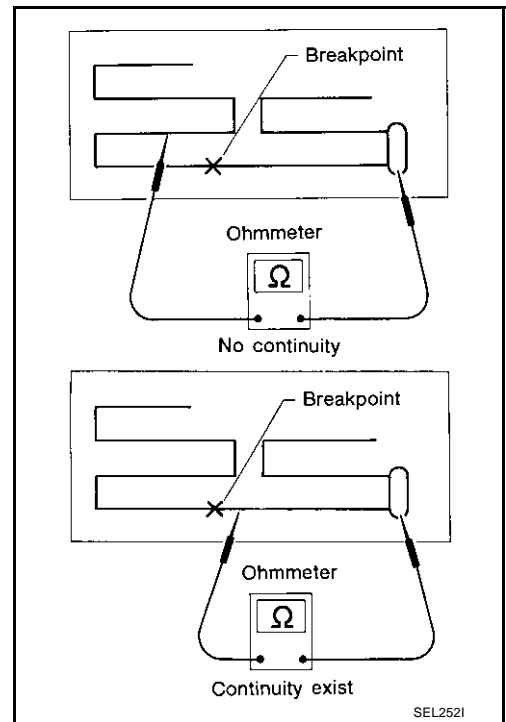 Breakpoint
Ohmmeter
Ω
No continuity
Breakpoint
Ohmmeter
Ω
Continuity exist
SEL252I